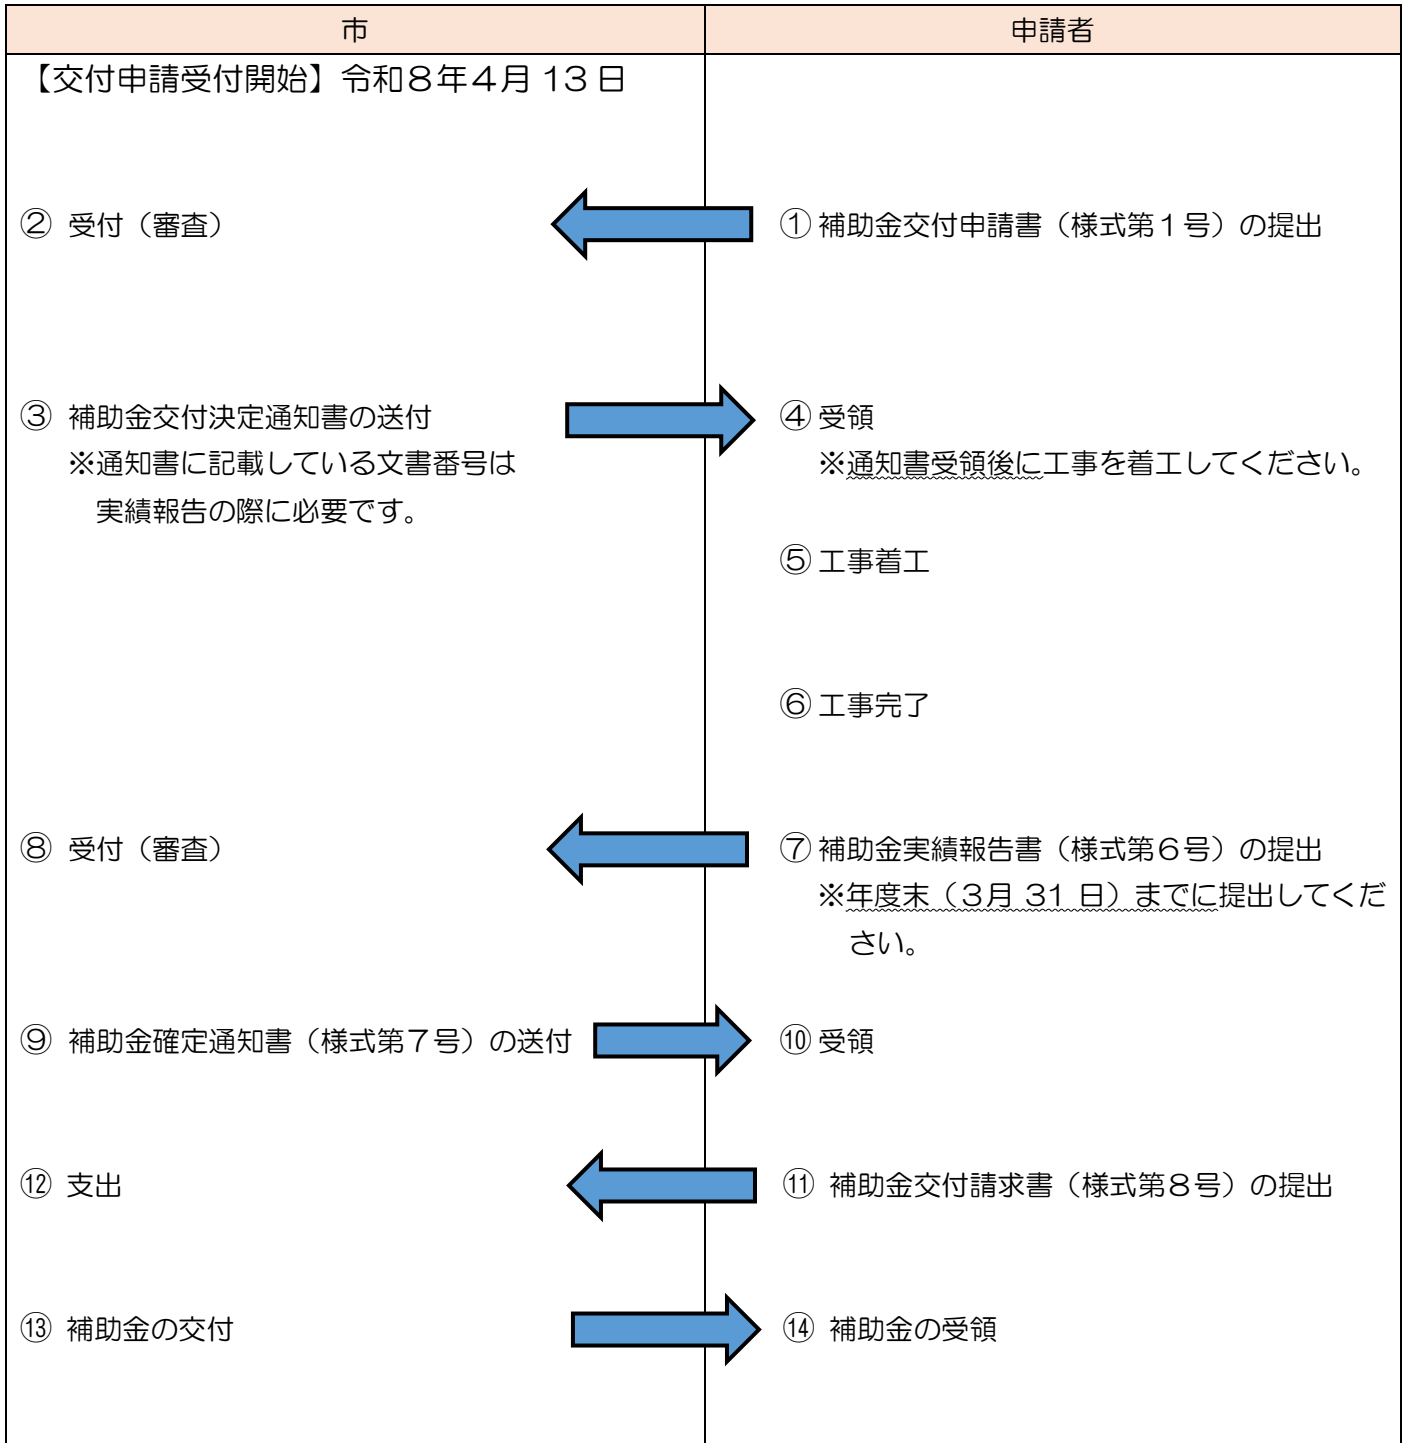 市
申請者
【交付申請受付開始】令和８年４月 13 日
② 受付（審査）
① 補助金交付申請書（様式第１号）の提出
③ 補助金交付決定通知書の送付
※通知書に記載している文書番号は
実績報告の際に必要です。
④ 受領
※通知書受領後に工事を着工してください。
⑤ 工事着工
⑥ 工事完了
⑧ 受付（審査）
⑦ 補助金実績報告書（様式第６号）の提出
※年度末（３月 31 日）までに提出してくだ
さい。
⑨ 補助金確定通知書（様式第７号）の送付
⑩ 受領
⑫ 支出
⑪ 補助金交付請求書（様式第８号）の提出
⑬ 補助金の交付
⑭ 補助金の受領